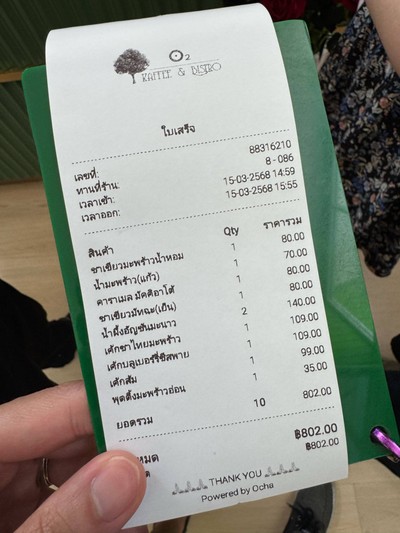 O2
KAFFEE & BISTRO
ใบเสร็จ
เลขที่: 88316210
ทานที่ร้าน: 8 - 086
เวลาเข้า: 15-03-2568 14:59
เวลาออก: 15-03-2568 15:55
สินค้า Qty ราคารวม
ชาเขียวมะพร้าวน้ำหอม 1 80.00
น้ำมะพร้าว(แก้ว) 1 70.00
คาราเมล มัคคิอาโต้ 1 80.00
ชาเขียวมัทฉะ(เย็น) 1 80.00
น้ำผึ้งอัญชันมะนาว 2 140.00
เค้กชาไทยมะพร้าว 1 109.00
เค้กบลูเบอร์รี่ชีสพาย 1 109.00
เค้กส้ม 1 99.00
พุดดิ้งมะพร้าวอ่อน 1 35.00
ยอดรวม 10 802.00
หมด ฿802.00
฿802.00
THANK YOU
Powered by Ocha